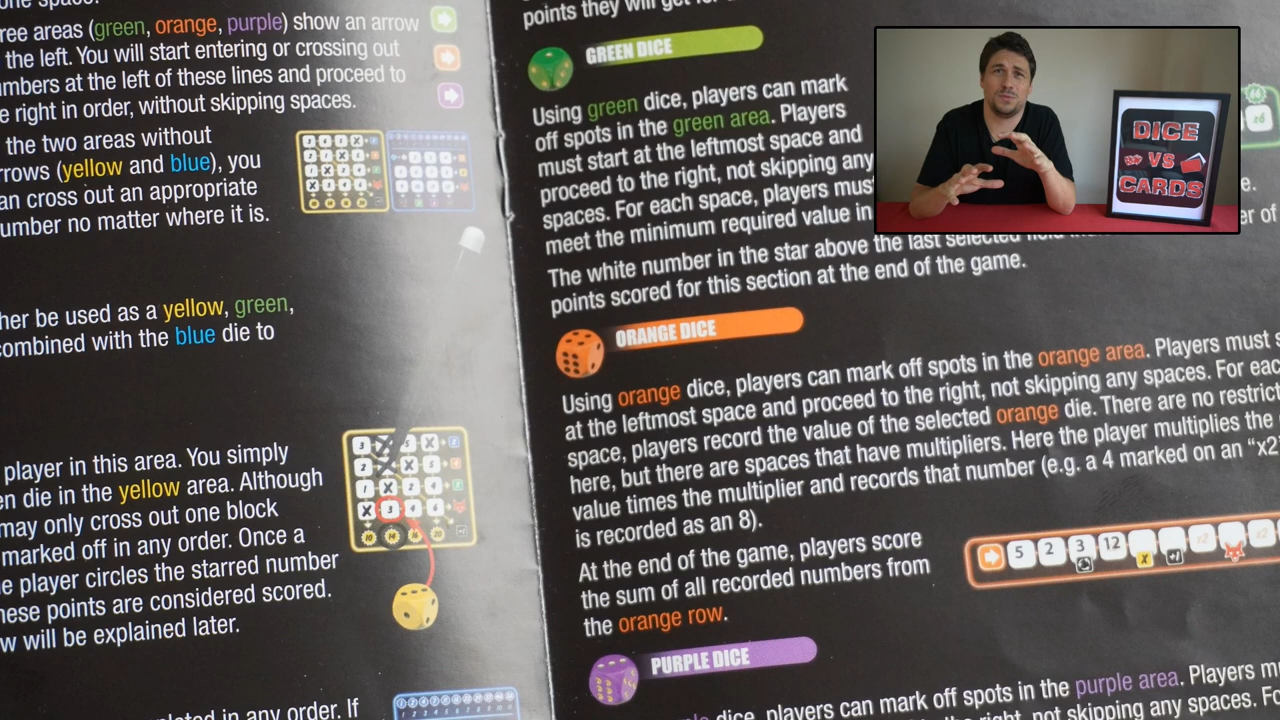 ree areas (green, orange, purple) show an arrow
the left. You will start entering or crossing out
umbers at the left of these lines and proceed to
e right in order, without skipping spaces.
the two areas without
rrows (yellow and blue), you
an cross out an appropriate
umber no matter where it is.
her be used as a yellow, green,
combined with the blue die to
player in this area. You simply
en die in the yellow area. Although
may only cross out one block
marked off in any order. Once a
e player circles the starred number
hese points are considered scored.
w will be explained later.
pleted in any order. If
points they will get for
GREEN DICE
Using green dice, players can mark
off spots in the green area. Players
must start at the leftmost space and
proceed to the right, not skipping any
spaces. For each space, players must
meet the minimum required value in
The white number in the star above the last selected field
points scored for this section at the end of the game.
ORANGE DICE
Using orange dice, players can mark off spots in the orange area. Players must s
at the leftmost space and proceed to the right, not skipping any spaces. For eac
space, players record the value of the selected orange die. There are no restrict
here, but there are spaces that have multipliers. Here the player multiplies the
value times the multiplier and records that number (e.g. a 4 marked on an "x2
is recorded as an 8).
At the end of the game, players score
the sum of all recorded numbers from
the orange row.
5 2 3 12
PURPLE DICE
dice, players can mark off spots in the purple area. Players mu
the right, not skipping any spaces. Fo
DICE
VS
CARDS